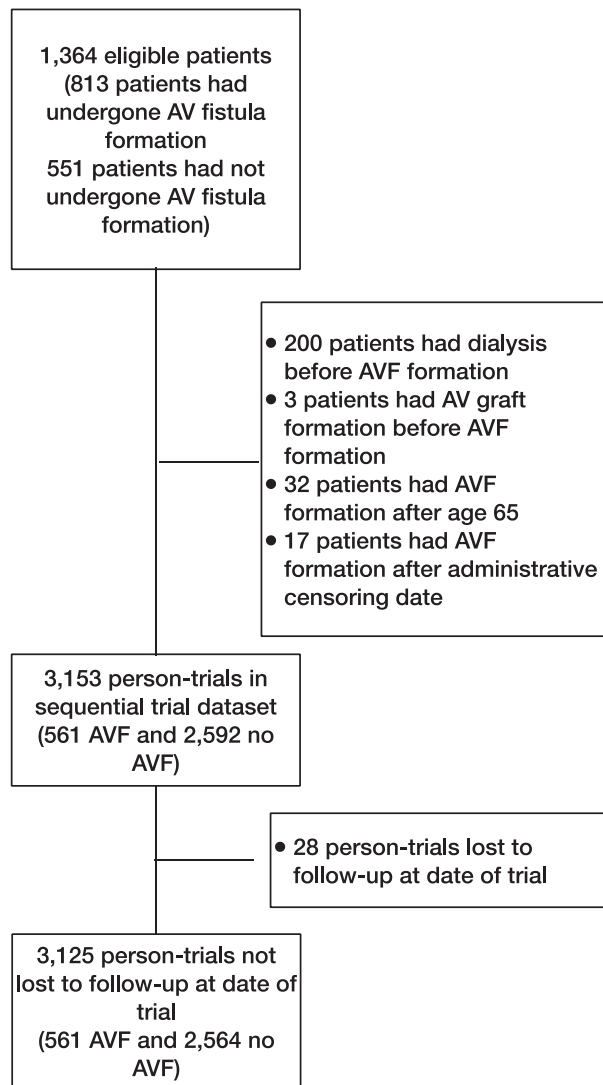 1,364 eligible patients
(813 patients had
undergone AV fistula
formation
551 patients had not
undergone AV fistula
formation)
• 200 patients had dialysis
before AVF formation
• 3 patients had AV graft
formation before AVF
formation
• 32 patients had AVF
formation after age 65
• 17 patients had AVF
formation after administrative
censoring date
3,153 person-trials in
sequential trial dataset
(561 AVF and 2,592 no
AVF)
• 28 person-trials lost to
follow-up at date of trial
3,125 person-trials not
lost to follow-up at date of
trial
(561 AVF and 2,564 no
AVF)